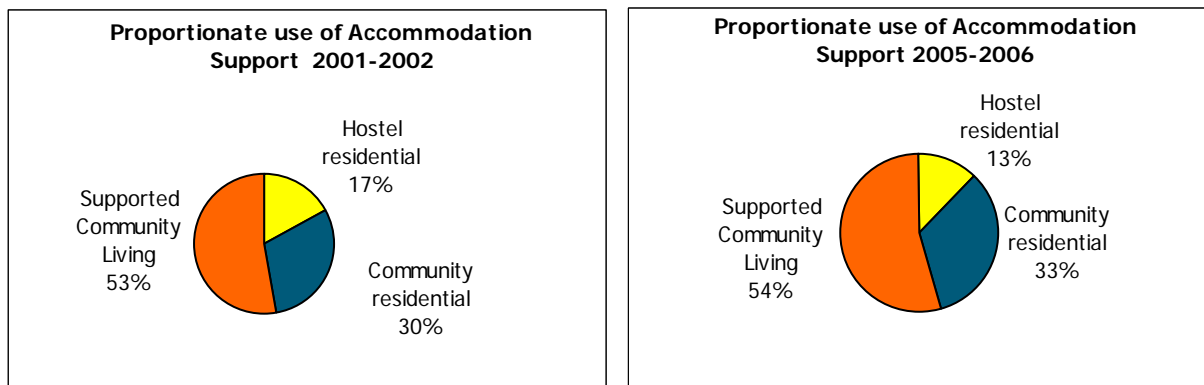 Proportionate use of Accommodation
Support 2001-2002
Hostel
residential
17%
Supported
Community
Living
53%
Community
residential
30%
Proportionate use of Accommodation
Support 2005-2006
Hostel
residential
13%
Supported
Community
Living
54%
Community
residential
33%